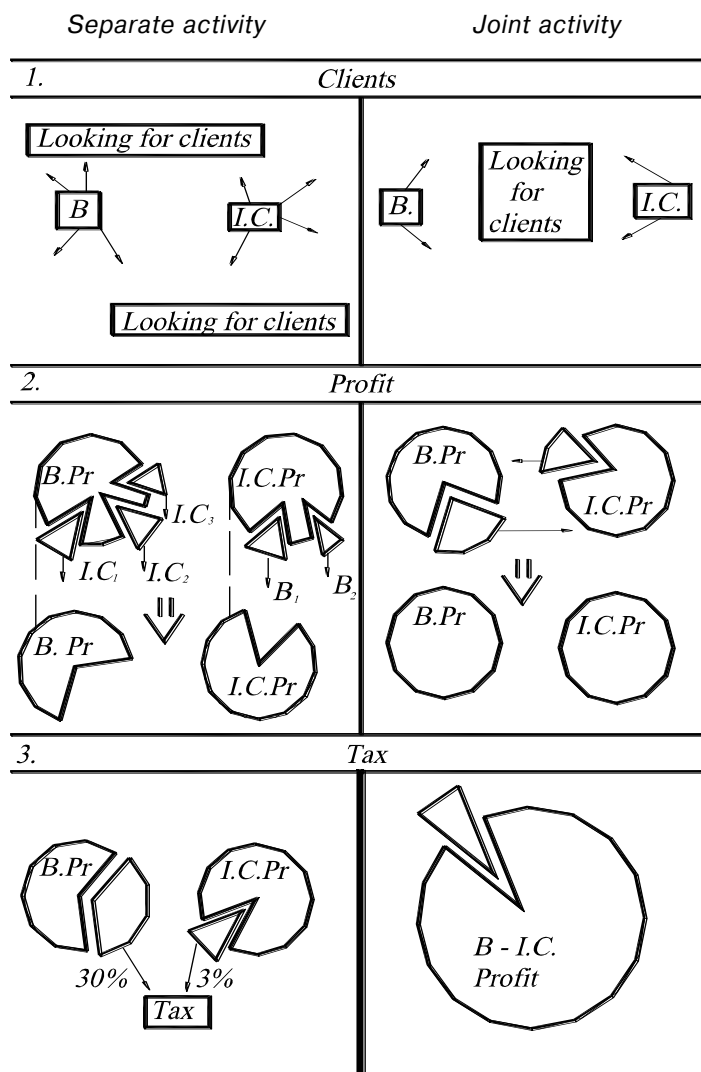 Separate activity
Joint activity
1. Clients
Looking for clients
B
I.C.
Looking for clients
B.
Looking
for
clients
I.C.
2. Profit
B.Pr
I.C₃
I.C₁
I.C₂
I.C.Pr
B₁
B₂
B. Pr
I.C.Pr
B.Pr
I.C.Pr
B.Pr
I.C.Pr
3. Tax
B.Pr
I.C.Pr
30%
3%
Tax
B - I.C.
Profit